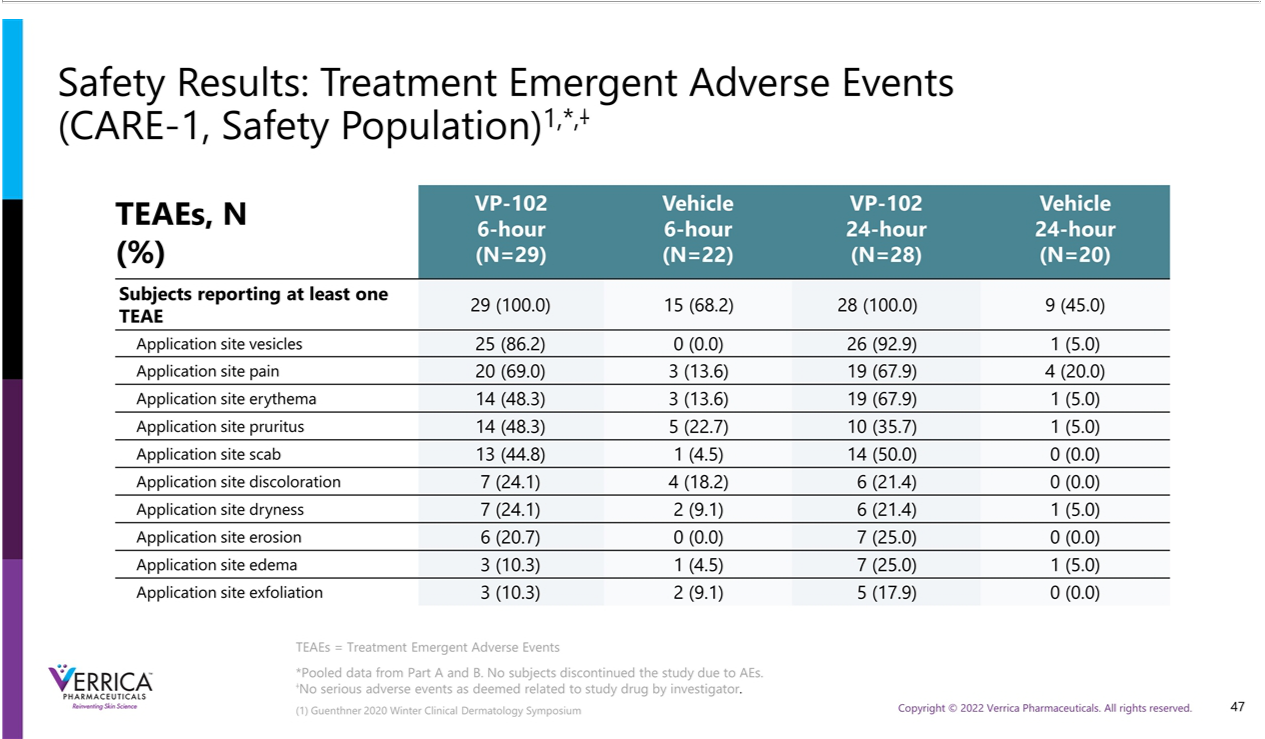 Safety Results: Treatment Emergent Adverse Events
(CARE-1, Safety Population)1,*,ǂ
TEAEs, N
(%)
VP-102
6-hour
(N=29)
Vehicle
6-hour
(N=22)
VP-102
24-hour
(N=28)
Vehicle
24-hour
(N=20)
Subjects reporting at least one
TEAE
29 (100.0) 15 (68.2) 28 (100.0) 9 (45.0)
Application site vesicles 25 (86.2) 0 (0.0) 26 (92.9) 1 (5.0)
Application site pain 20 (69.0) 3 (13.6) 19 (67.9) 4 (20.0)
Application site erythema 14 (48.3) 3 (13.6) 19 (67.9) 1 (5.0)
Application site pruritus 14 (48.3) 5 (22.7) 10 (35.7) 1 (5.0)
Application site scab 13 (44.8) 1 (4.5) 14 (50.0) 0 (0.0)
Application site discoloration 7 (24.1) 4 (18.2) 6 (21.4) 0 (0.0)
Application site dryness 7 (24.1) 2 (9.1) 6 (21.4) 1 (5.0)
Application site erosion 6 (20.7) 0 (0.0) 7 (25.0) 0 (0.0)
Application site edema 3 (10.3) 1 (4.5) 7 (25.0) 1 (5.0)
Application site exfoliation 3 (10.3) 2 (9.1) 5 (17.9) 0 (0.0)
TEAEs = Treatment Emergent Adverse Events
*Pooled data from Part A and B. No subjects discontinued the study due to AEs.
ǂNo serious adverse events as deemed related to study drug by investigator.
(1) Guenthner 2020 Winter Clinical Dermatology Symposium
VERRICA™
PHARMACEUTICALS
Reinventing Skin Science
Copyright © 2022 Verrica Pharmaceuticals. All rights reserved.
47